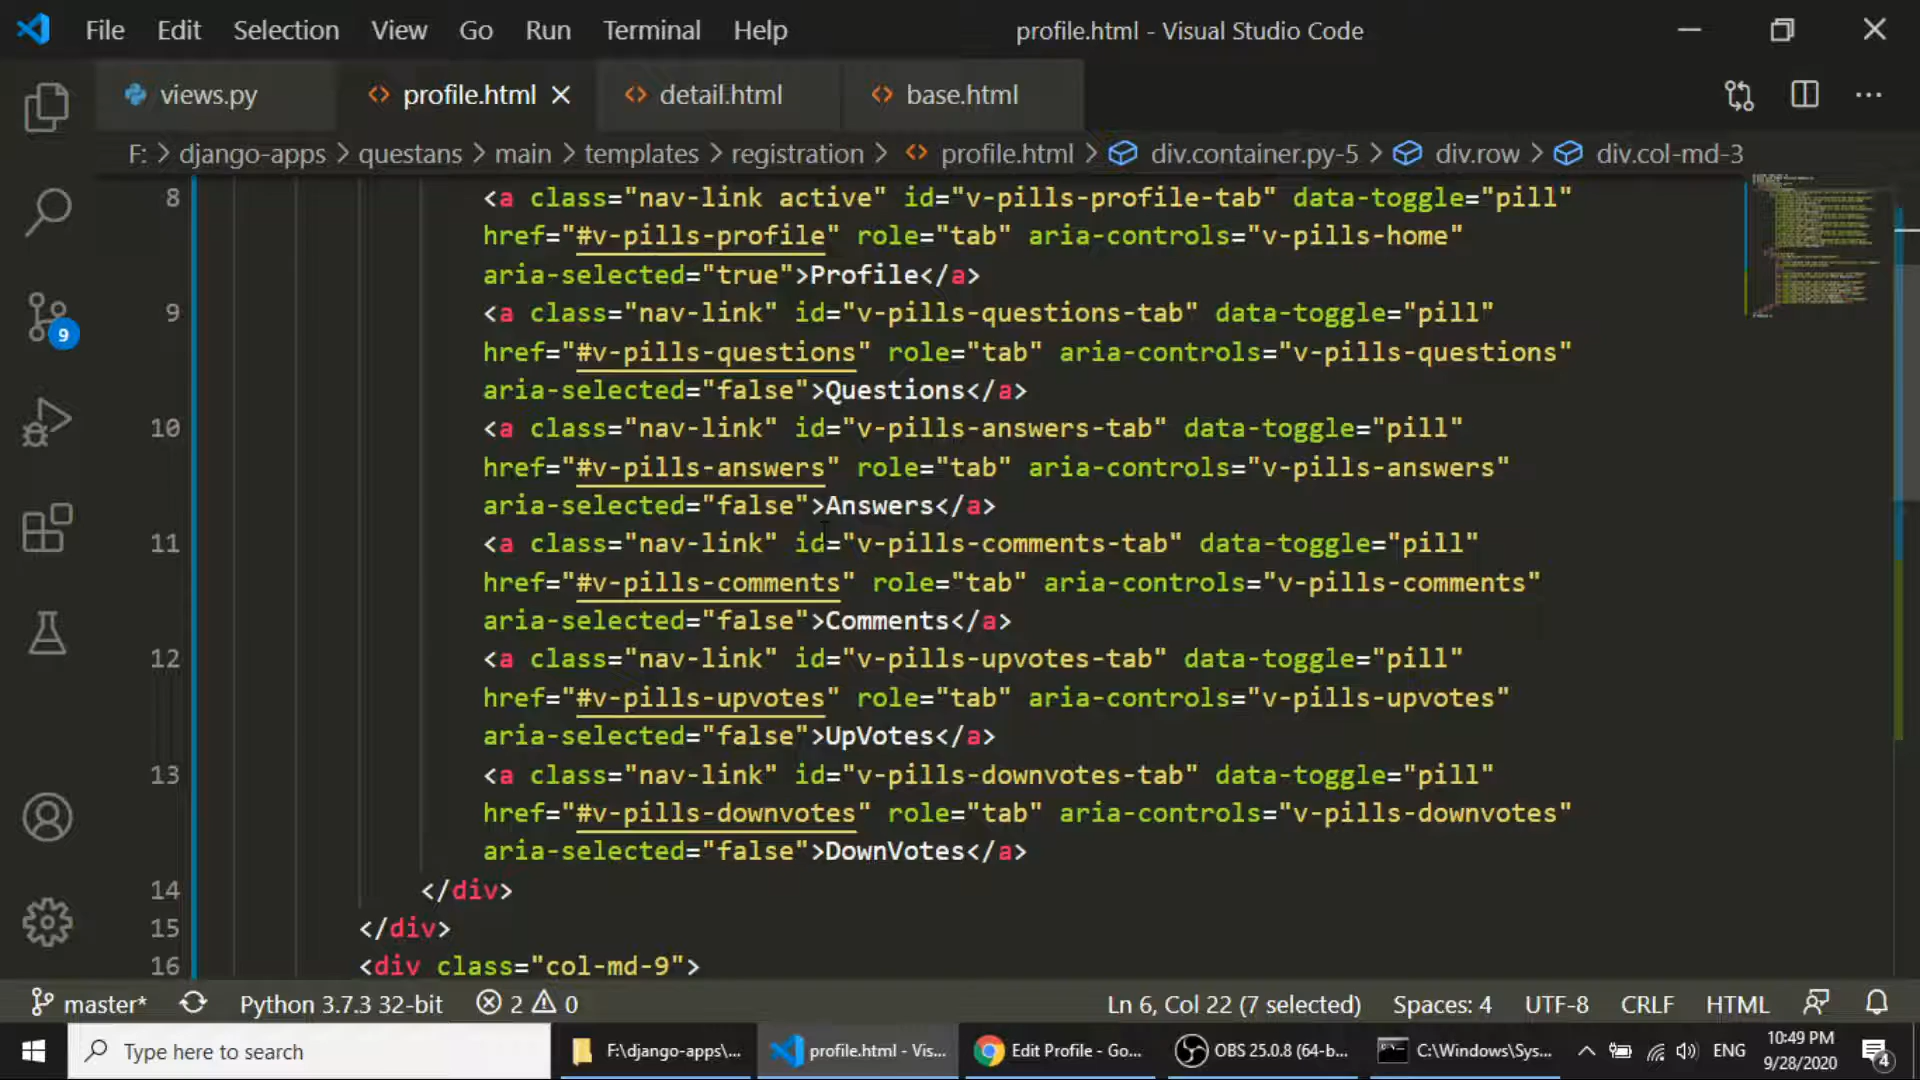 File Edit Selection View Go Run Terminal Help profile.html - Visual Studio Code
views.py profile.html detail.html base.html
F: > django-apps > questans > main > templates > registration > profile.html > div.container.py-5 > div.row > div.col-md-3
8 <a class="nav-link active" id="v-pills-profile-tab" data-toggle="pill"
href="#v-pills-profile" role="tab" aria-controls="v-pills-home"
aria-selected="true">Profile</a>
9 <a class="nav-link" id="v-pills-questions-tab" data-toggle="pill"
href="#v-pills-questions" role="tab" aria-controls="v-pills-questions"
aria-selected="false">Questions</a>
10 <a class="nav-link" id="v-pills-answers-tab" data-toggle="pill"
href="#v-pills-answers" role="tab" aria-controls="v-pills-answers"
aria-selected="false">Answers</a>
11 <a class="nav-link" id="v-pills-comments-tab" data-toggle="pill"
href="#v-pills-comments" role="tab" aria-controls="v-pills-comments"
aria-selected="false">Comments</a>
12 <a class="nav-link" id="v-pills-upvotes-tab" data-toggle="pill"
href="#v-pills-upvotes" role="tab" aria-controls="v-pills-upvotes"
aria-selected="false">UpVotes</a>
13 <a class="nav-link" id="v-pills-downvotes-tab" data-toggle="pill"
href="#v-pills-downvotes" role="tab" aria-controls="v-pills-downvotes"
aria-selected="false">DownVotes</a>
14 </div>
15 </div>
16 <div class="col-md-9">
9
master* Python 3.7.3 32-bit 2 0 Ln 6, Col 22 (7 selected) Spaces: 4 UTF-8 CRLF HTML
Type here to search F:\django-apps\... profile.html - Vis... Edit Profile - Go... OBS 25.0.8 (64-b... C:\Windows\Sys... ENG 10:49 PM
9/28/2020 4